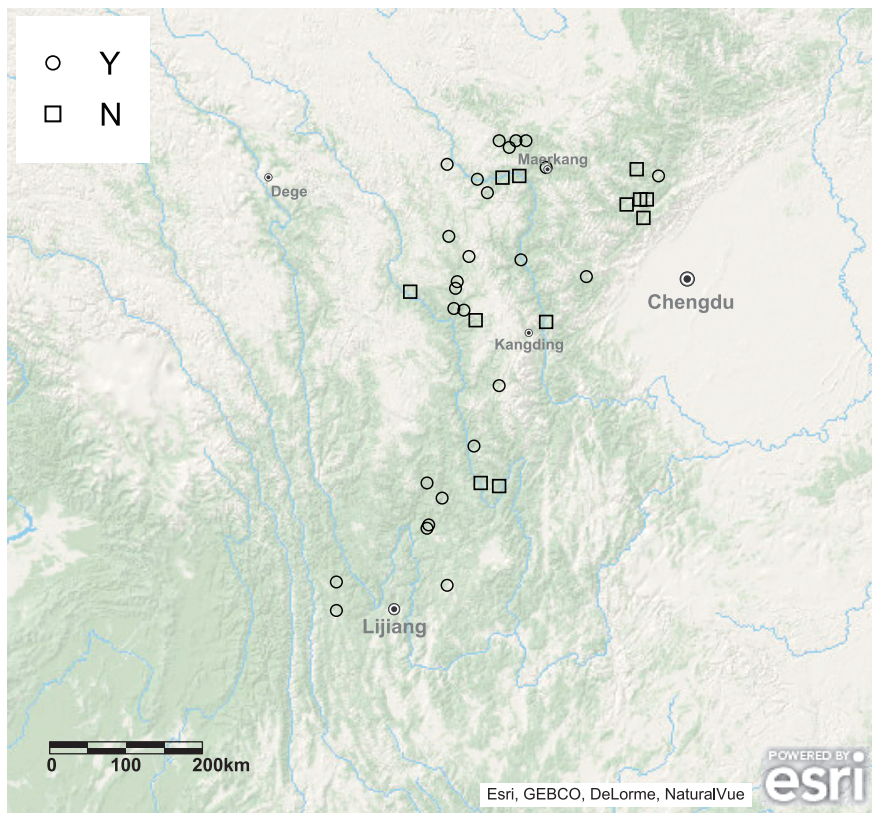 Y
N
Maerkang
Dege
Chengdu
Kangding
Lijiang
0 100 200km
POWERED BY
esri
Esri, GEBCO, DeLorme, NaturalVue